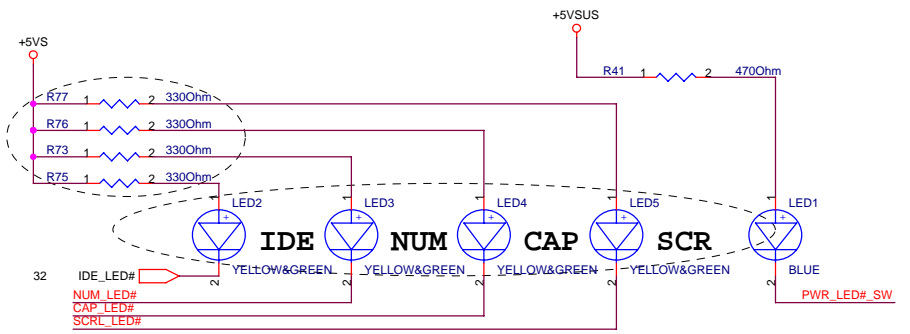 +5VS
+5VSUS
R41 1 2 470Ohm
R77 1 2 330Ohm
R76 1 2 330Ohm
R73 1 2 330Ohm
R75 1 2 330Ohm
1 1 1 1 1
LED2 LED3 LED4 LED5 LED1
+ + + + +
IDE NUM CAP SCR
YELLOW&GREEN YELLOW&GREEN YELLOW&GREEN YELLOW&GREEN BLUE
32 IDE_LED#
2 2 2 2 2
NUM_LED# PWR_LED#_SW
CAP_LED#
SCRL_LED#